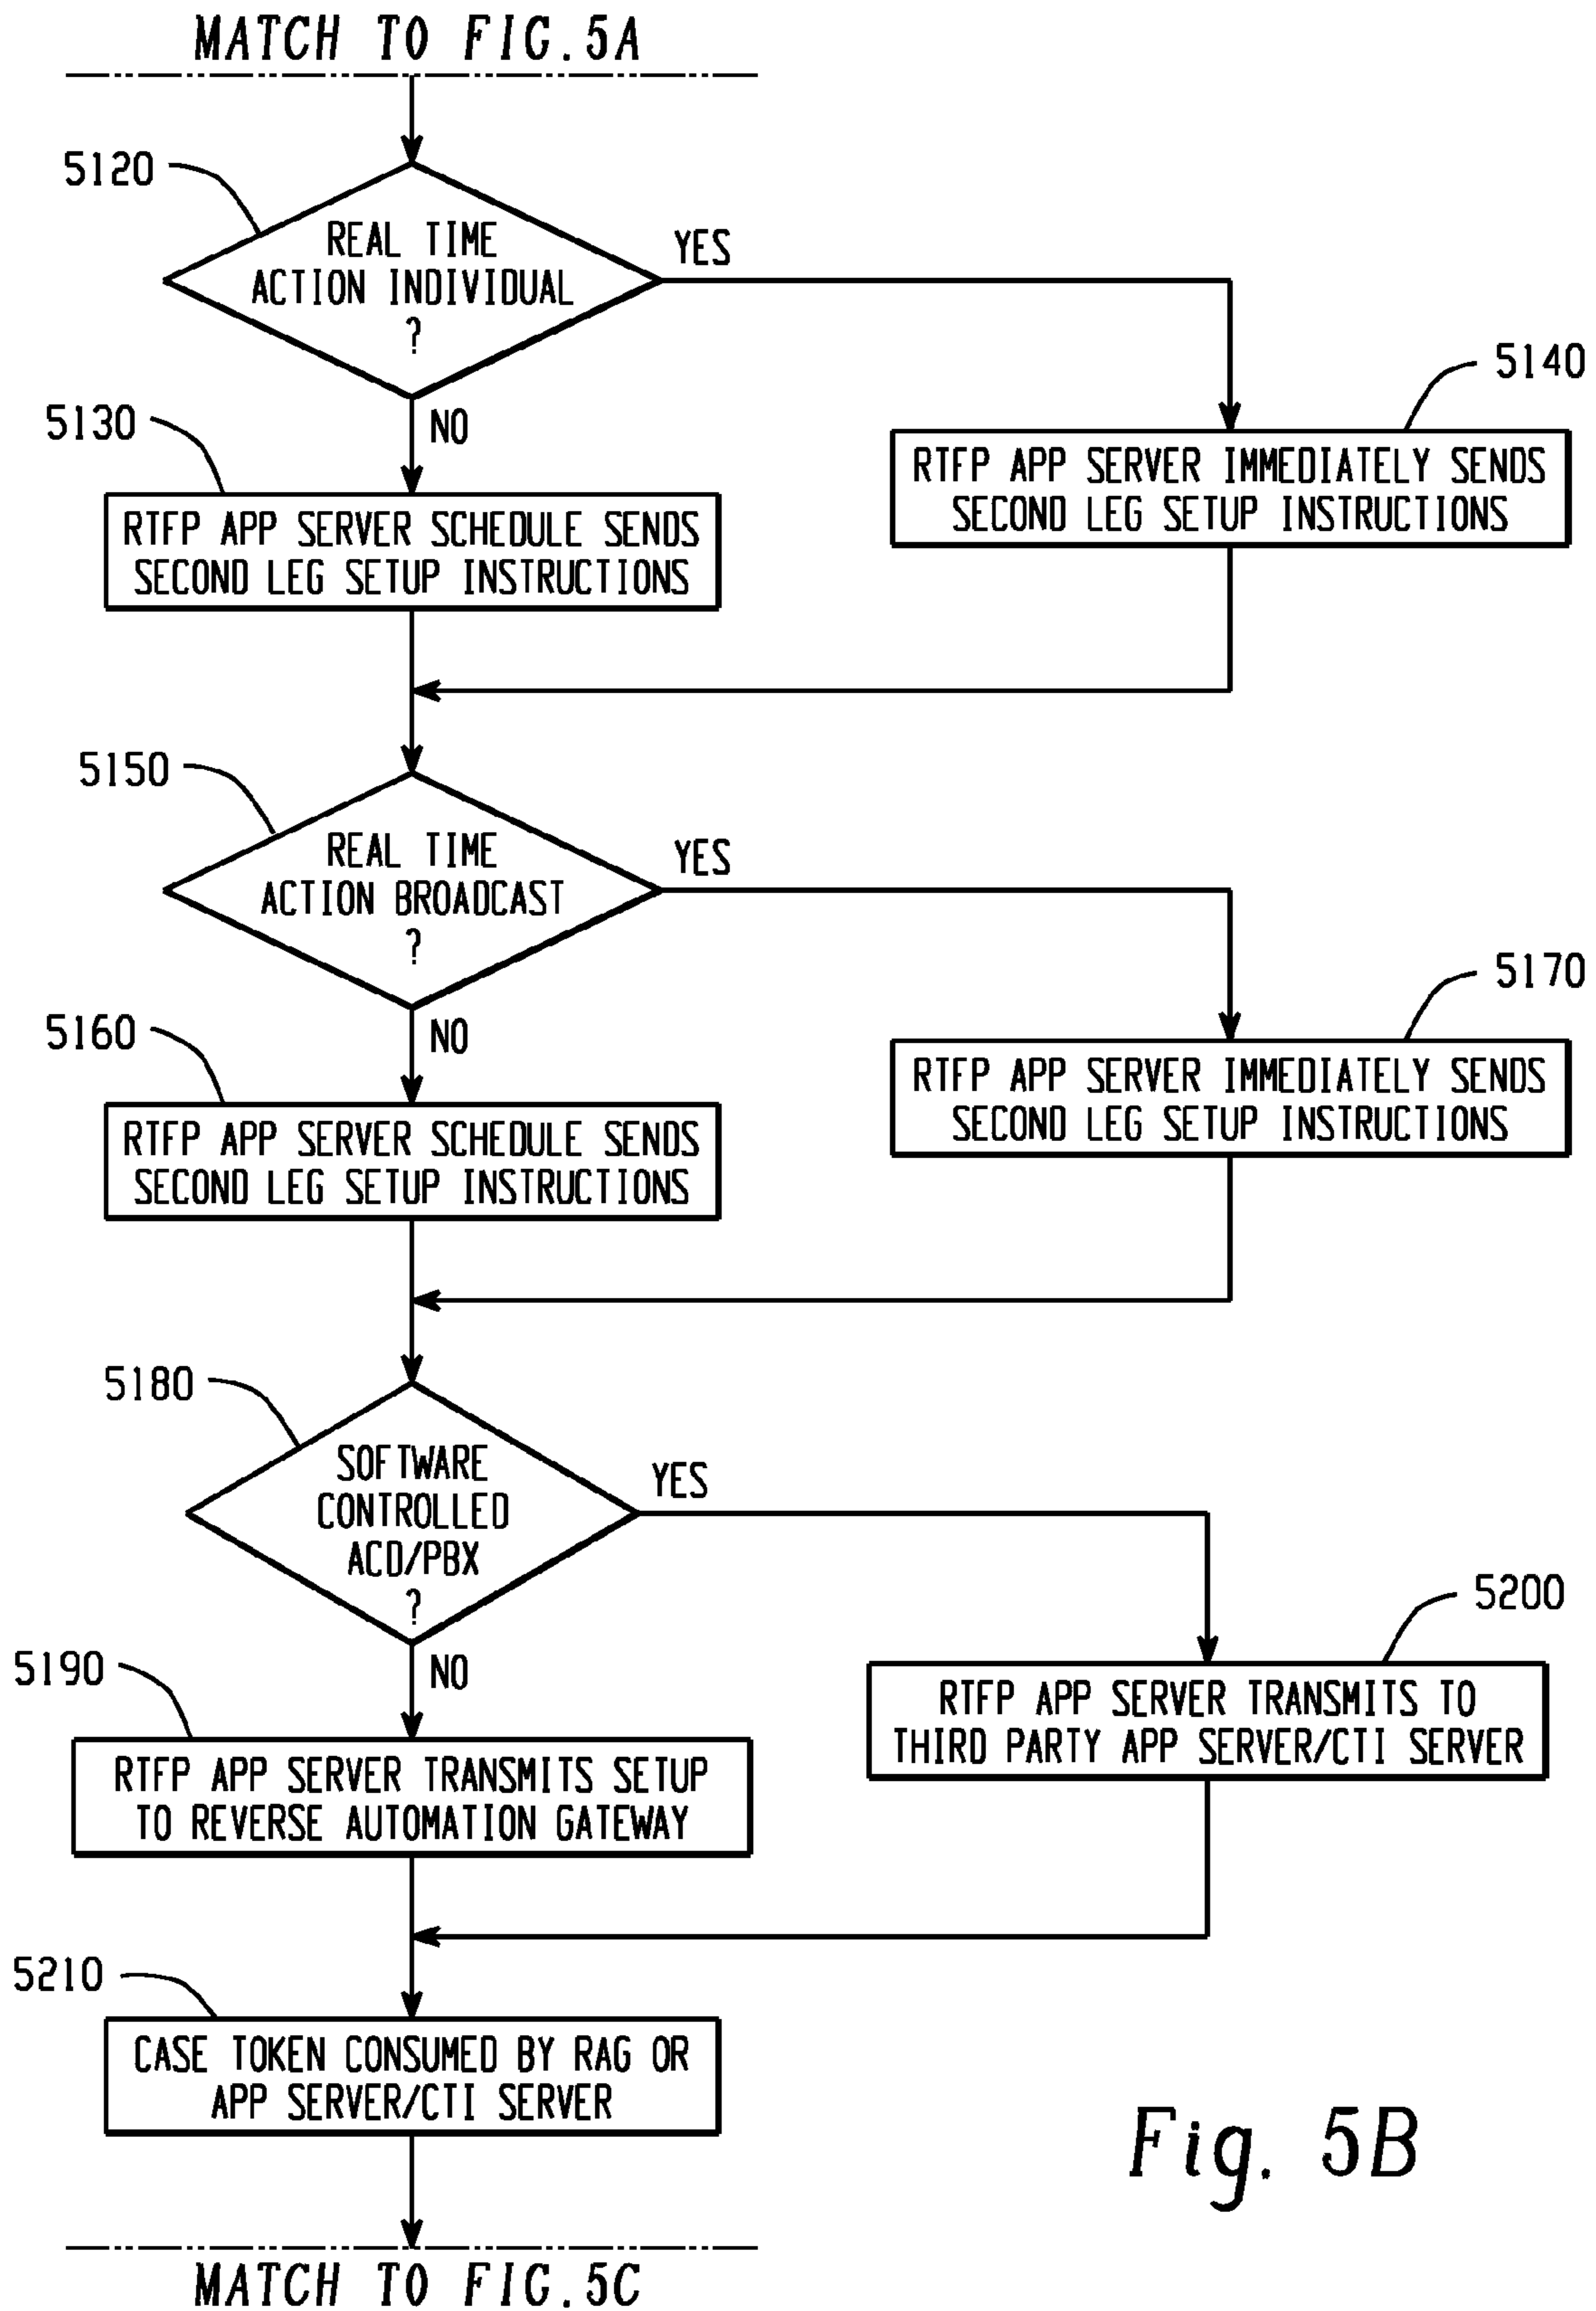 MATCH TO FIG. 5A
5120
REAL TIME
ACTION INDIVIDUAL
?
YES
NO
5130
RTFP APP SERVER SCHEDULE SENDS
SECOND LEG SETUP INSTRUCTIONS
5140
RTFP APP SERVER IMMEDIATELY SENDS
SECOND LEG SETUP INSTRUCTIONS
5150
REAL TIME
ACTION BROADCAST
?
YES
NO
5160
RTFP APP SERVER SCHEDULE SENDS
SECOND LEG SETUP INSTRUCTIONS
5170
RTFP APP SERVER IMMEDIATELY SENDS
SECOND LEG SETUP INSTRUCTIONS
5180
SOFTWARE
CONTROLLED
ACD/PBX
?
YES
NO
5190
RTFP APP SERVER TRANSMITS SETUP
TO REVERSE AUTOMATION GATEWAY
5200
RTFP APP SERVER TRANSMITS TO
THIRD PARTY APP SERVER/CTI SERVER
5210
CASE TOKEN CONSUMED BY RAG OR
APP SERVER/CTI SERVER
Fig. 5B
MATCH TO FIG. 5C